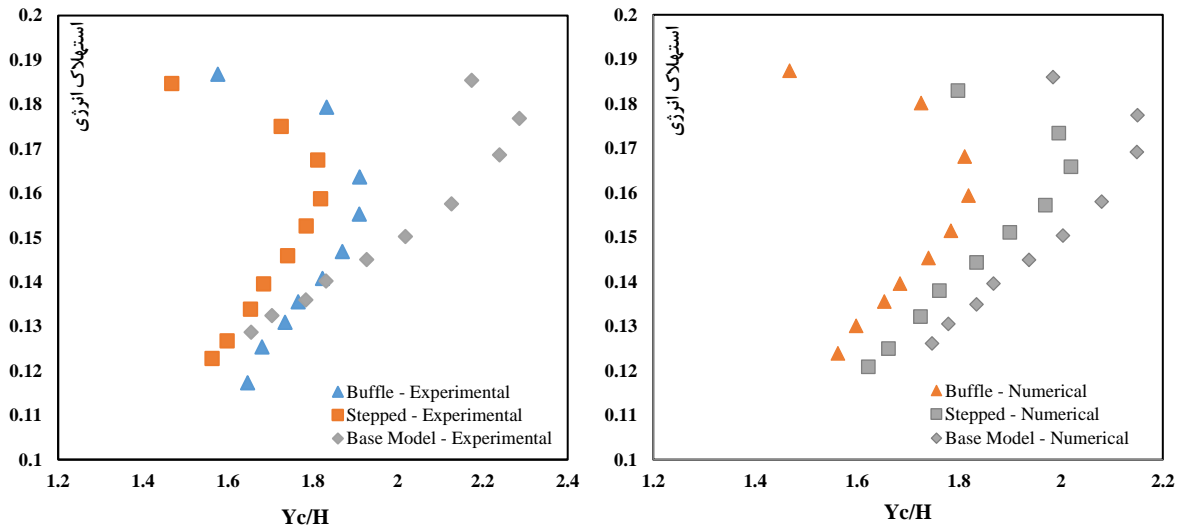 استهلاک انرژی
0.2
0.19
0.18
0.17
0.16
0.15
0.14
0.13
0.12
0.11
0.1
Buffle - Experimental
Stepped - Experimental
Base Model - Experimental
1.2 1.4 1.6 1.8 2 2.2 2.4
Yc/H
استهلاک انرژی
0.2
0.19
0.18
0.17
0.16
0.15
0.14
0.13
0.12
0.11
0.1
Buffle - Numerical
Stepped - Numerical
Base Model - Numerical
1.2 1.4 1.6 1.8 2 2.2
Yc/H